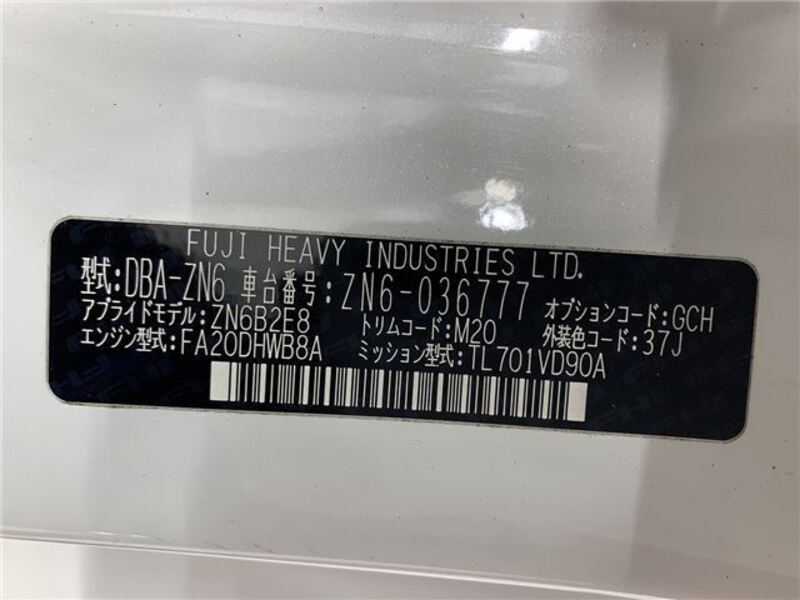 FUJI HEAVY INDUSTRIES LTD.
型式:DBA-ZN6 車台番号:ZN6-036777 オプションコード:GCH
アプライドモデル:ZN6B2E8 トリムコード:M20 外装色コード:37J
エンジン型式:FA20DHWB8A ミッション型式:TL701VD90A